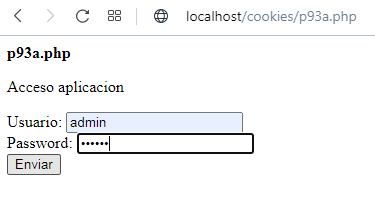 localhost/cookies/p93a.php
p93a.php
Acceso aplicacion
Usuario: admin
Password: ••••••
Enviar